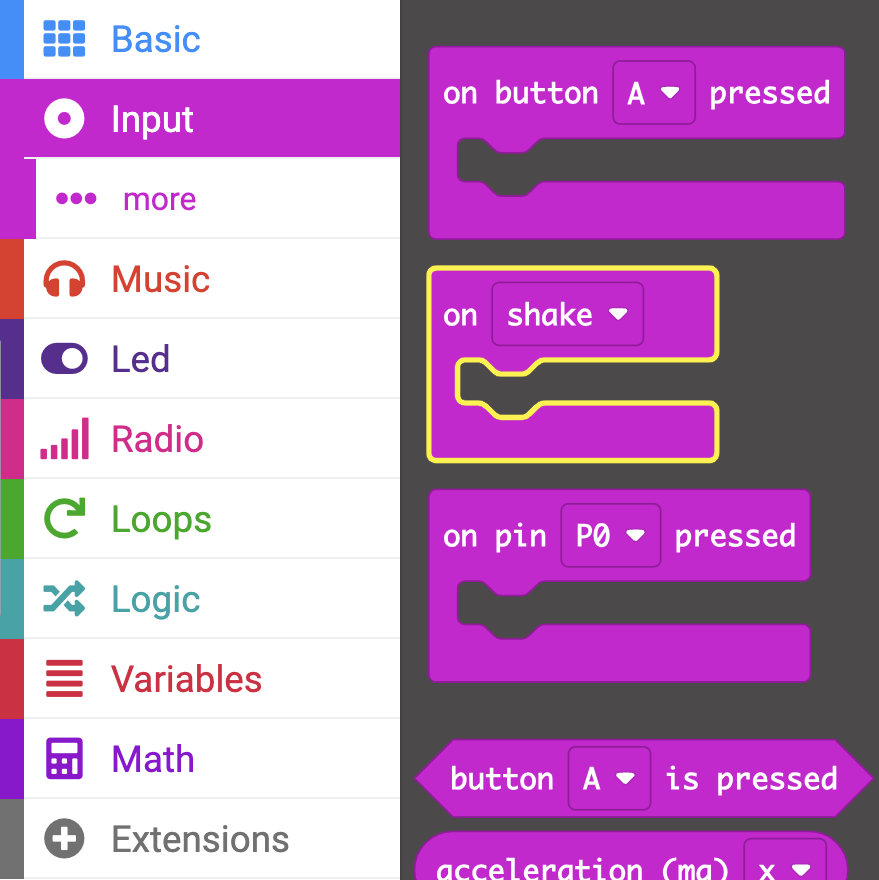 Basic
Input
more
Music
Led
Radio
Loops
Logic
Variables
Math
Extensions
on button A pressed
on shake
on pin P0 pressed
button A is pressed
acceleration (mg) x